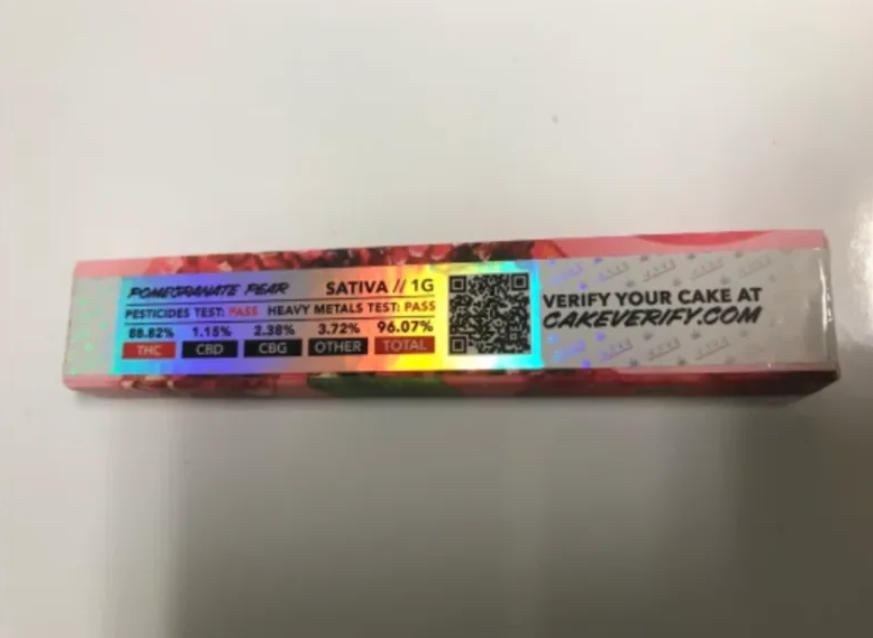 POMEGRANATE PEAR SATIVA // 1G
PESTICIDES TEST: PASS HEAVY METALS TEST: PASS
88.82% 1.15% 2.38% 3.72% 96.07%
THC CBD CBG OTHER TOTAL
VERIFY YOUR CAKE AT
CAKEVERIFY.COM